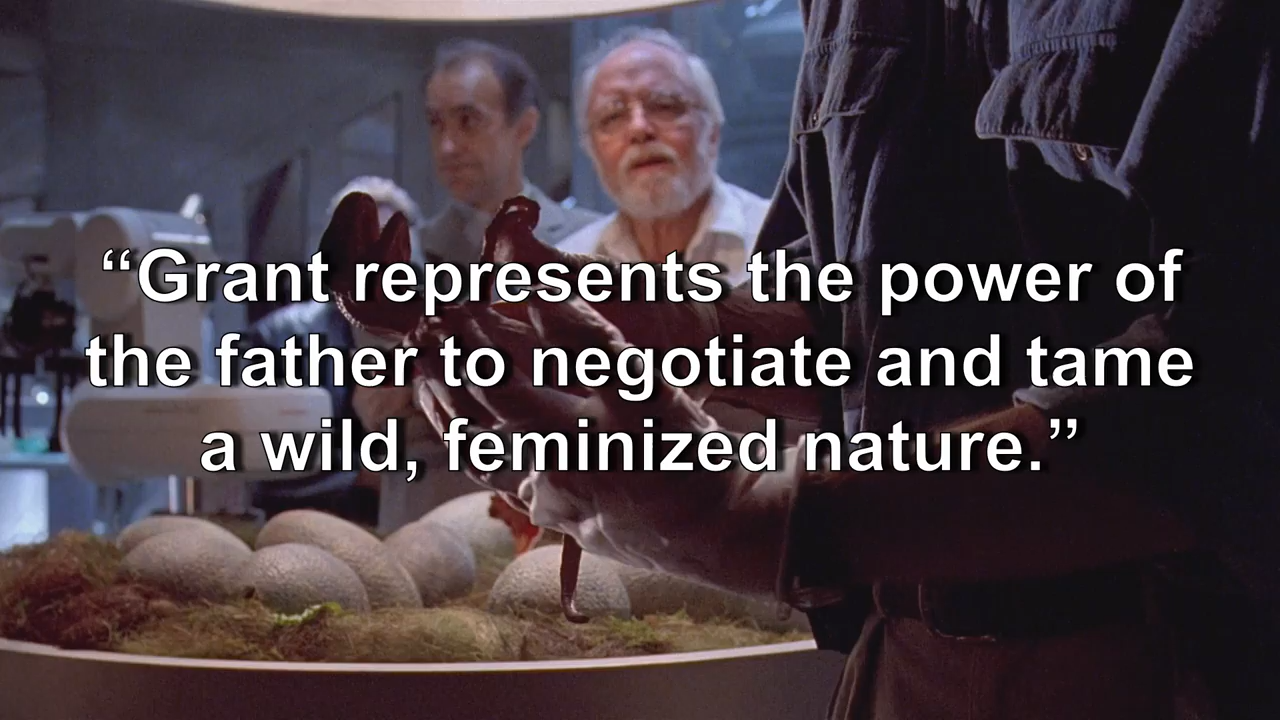 “Grant represents the power of
the father to negotiate and tame
a wild, feminized nature.”